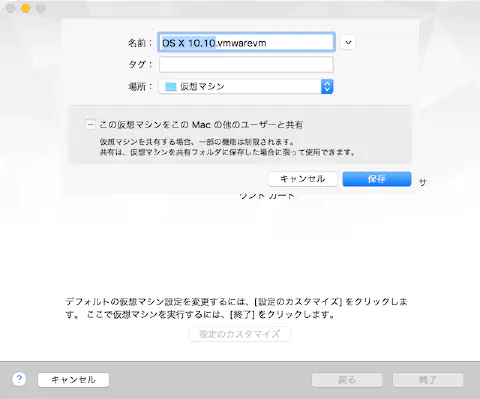 名前： OS X 10.10.vmwarevm
タグ：
場所： 仮想マシン
この仮想マシンをこの Mac の他のユーザーと共有
仮想マシンを共有する場合、一部の機能は制限されます。
共有は、仮想マシンを共有フォルダに保存した場合に限って使用できます。
キャンセル 保存
サ
ウンド カード
デフォルトの仮想マシン設定を変更するには、[設定のカスタマイズ] をクリックしま
す。 ここで仮想マシンを実行するには、[終了] をクリックします。
設定のカスタマイズ
? キャンセル 戻る 終了